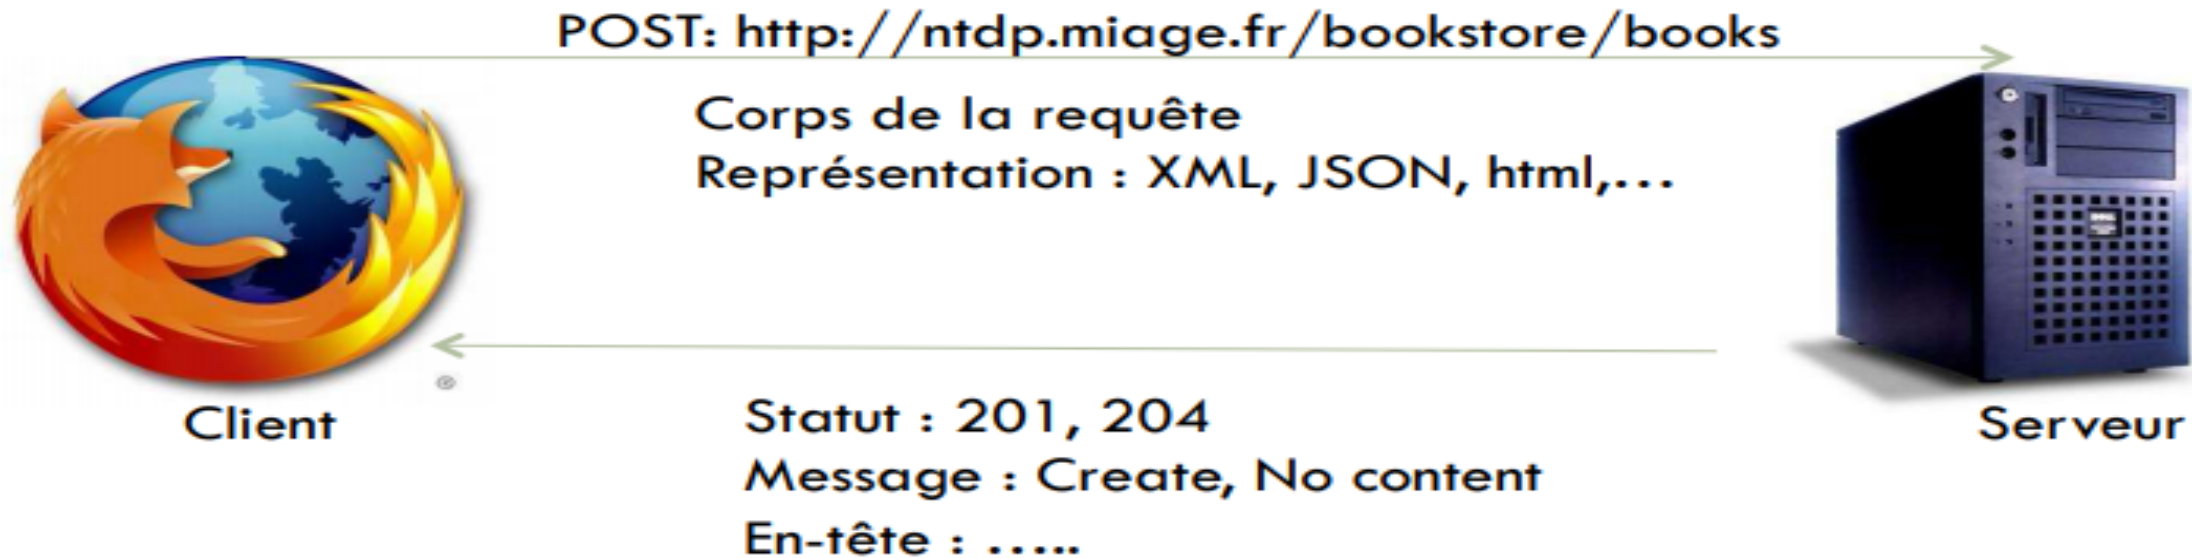 POST: http://ntdp.miage.fr/bookstore/books
Corps de la requête
Représentation : XML, JSON, html,...
Client
Serveur
Statut : 201, 204
Message : Create, No content
En-tête : .....